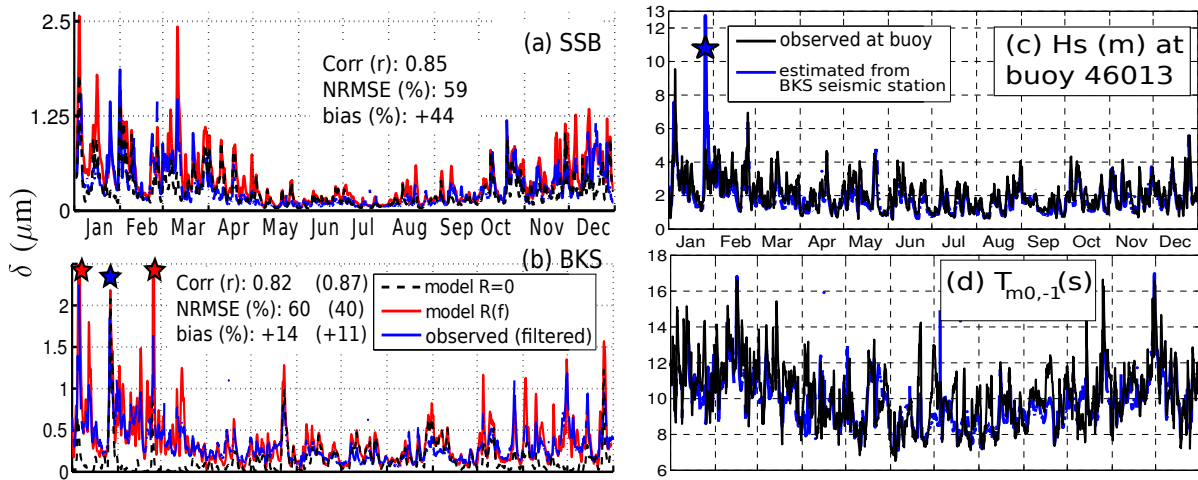 δ (μm)
2.5
1.25
0
(a) SSB
Corr (r): 0.85
NRMSE (%): 59
bias (%): +44
Jan Feb Mar Apr May Jun Jul Aug Sep Oct Nov Dec
2
1.5
1
0.5
0
(b) BKS
Corr (r): 0.82 (0.87)
NRMSE (%): 60 (40)
bias (%): +14 (+11)
model R=0
model R(f)
observed (filtered)
13
12
10
8
6
4
2
0
observed at buoy
estimated from
BKS seismic station
(c) Hs (m) at
buoy 46013
Jan Feb Mar Apr May Jun Jul Aug Sep Oct Nov Dec
18
16
14
12
10
8
6
(d) Tm0,-1(s)